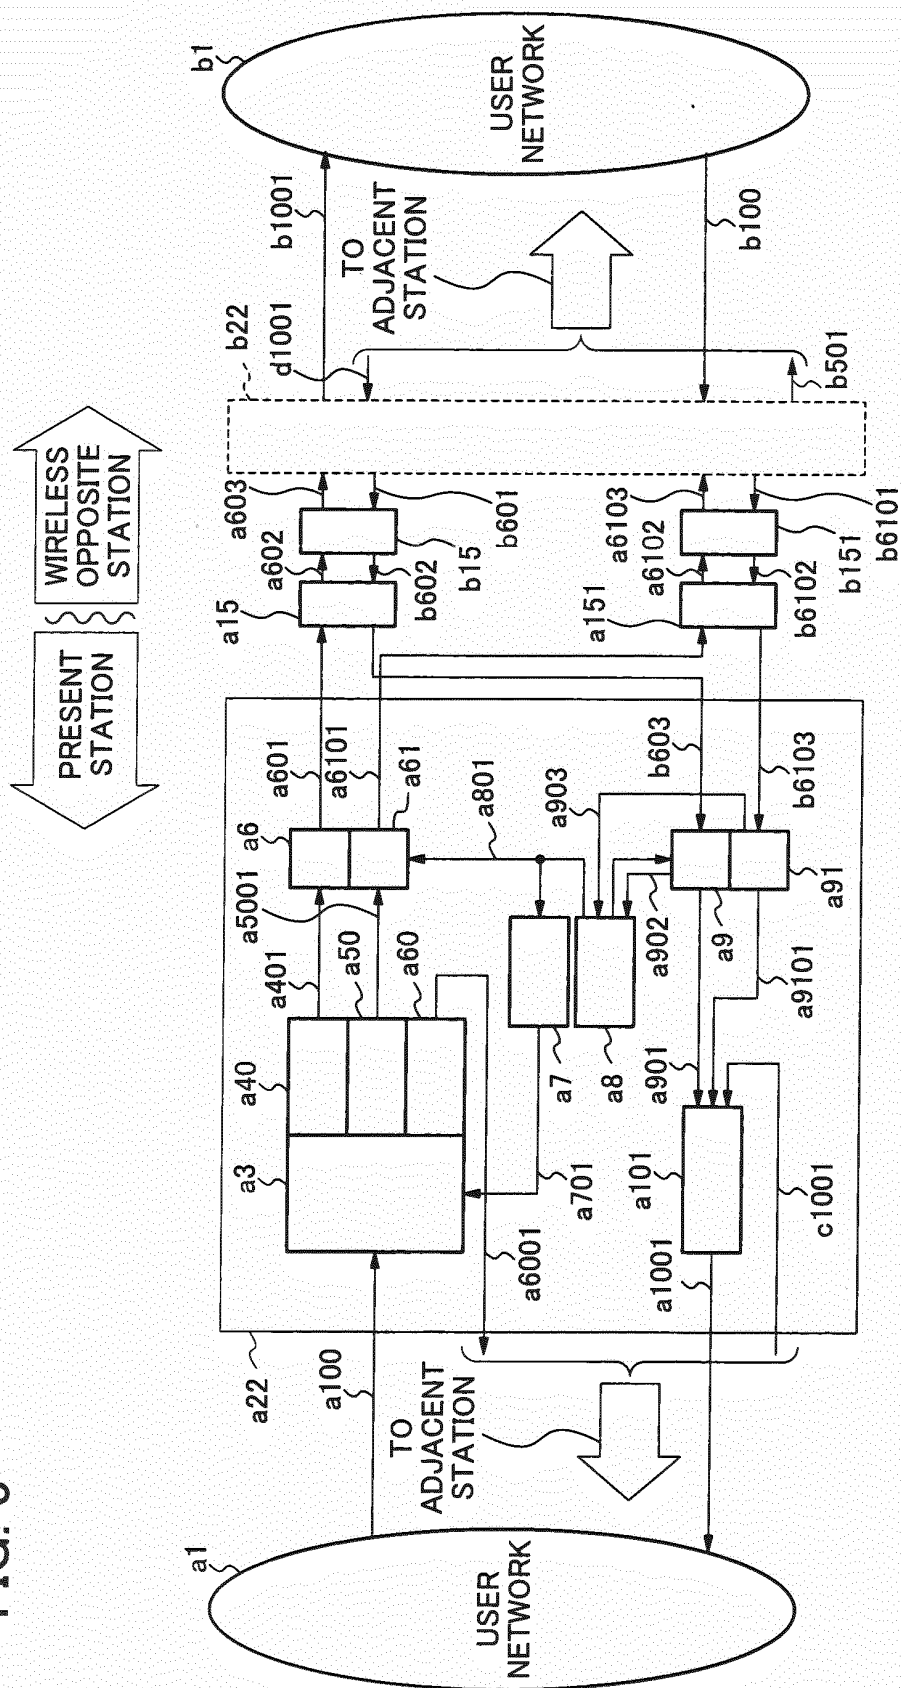 WIRELESS
OPPOSITE
STATION
PRESENT
STATION
a1
USER
NETWORK
a100
TO
ADJACENT
STATION
a22
a3
a40
a50
a60
a401
a5001
a6
a61
a601
a6101
a801
a903
b603
b6103
a902
a9
a91
a7
a8
a701
a6001
a901
a9101
a101
a1001
c1001
a15
a602
a603
b602
b15
b601
a151
a6102
a6103
b6102
b151
b6101
b22
d1001
b1001
TO
ADJACENT
STATION
b501
b100
b1
USER
NETWORK